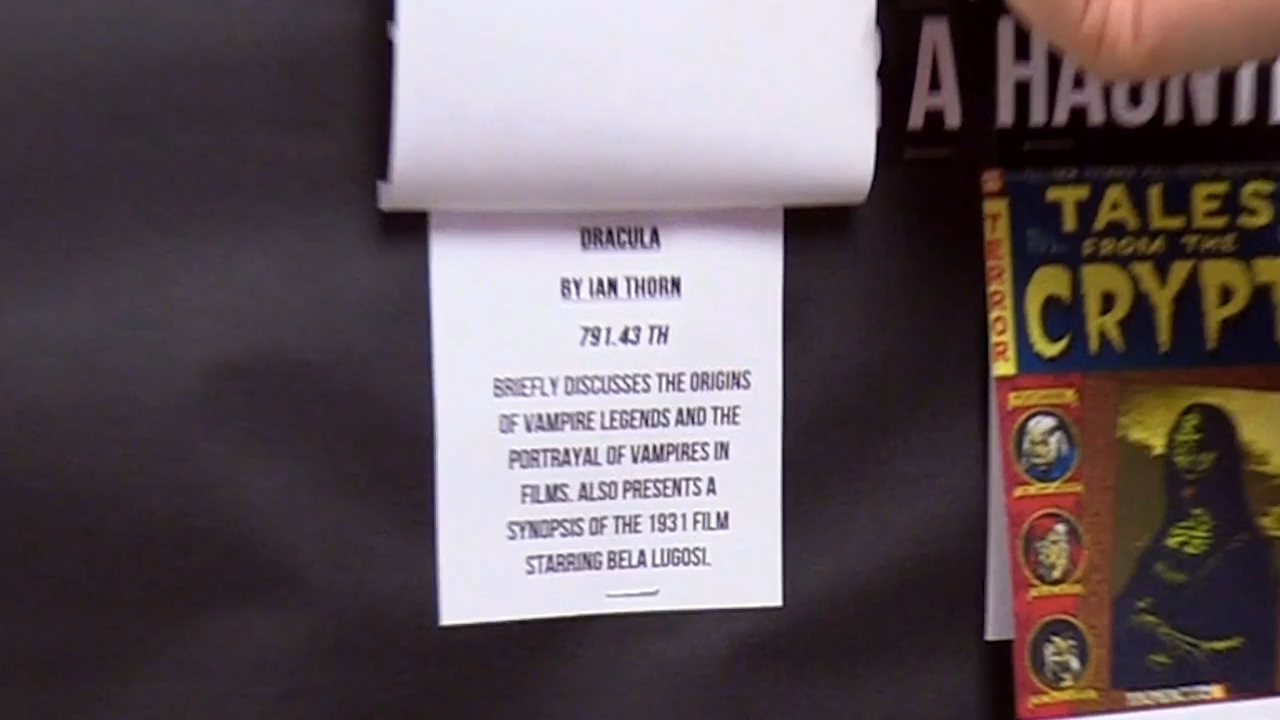 A HAUNTE
TALES
FROM THE
CRYPT
TERROR
DRACULA
BY IAN THORN
791.43 TH
BRIEFLY DISCUSSES THE ORIGINS
OF VAMPIRE LEGENDS AND THE
PORTRAYAL OF VAMPIRES IN
FILMS. ALSO PRESENTS A
SYNOPSIS OF THE 1931 FILM
STARRING BELA LUGOSI.